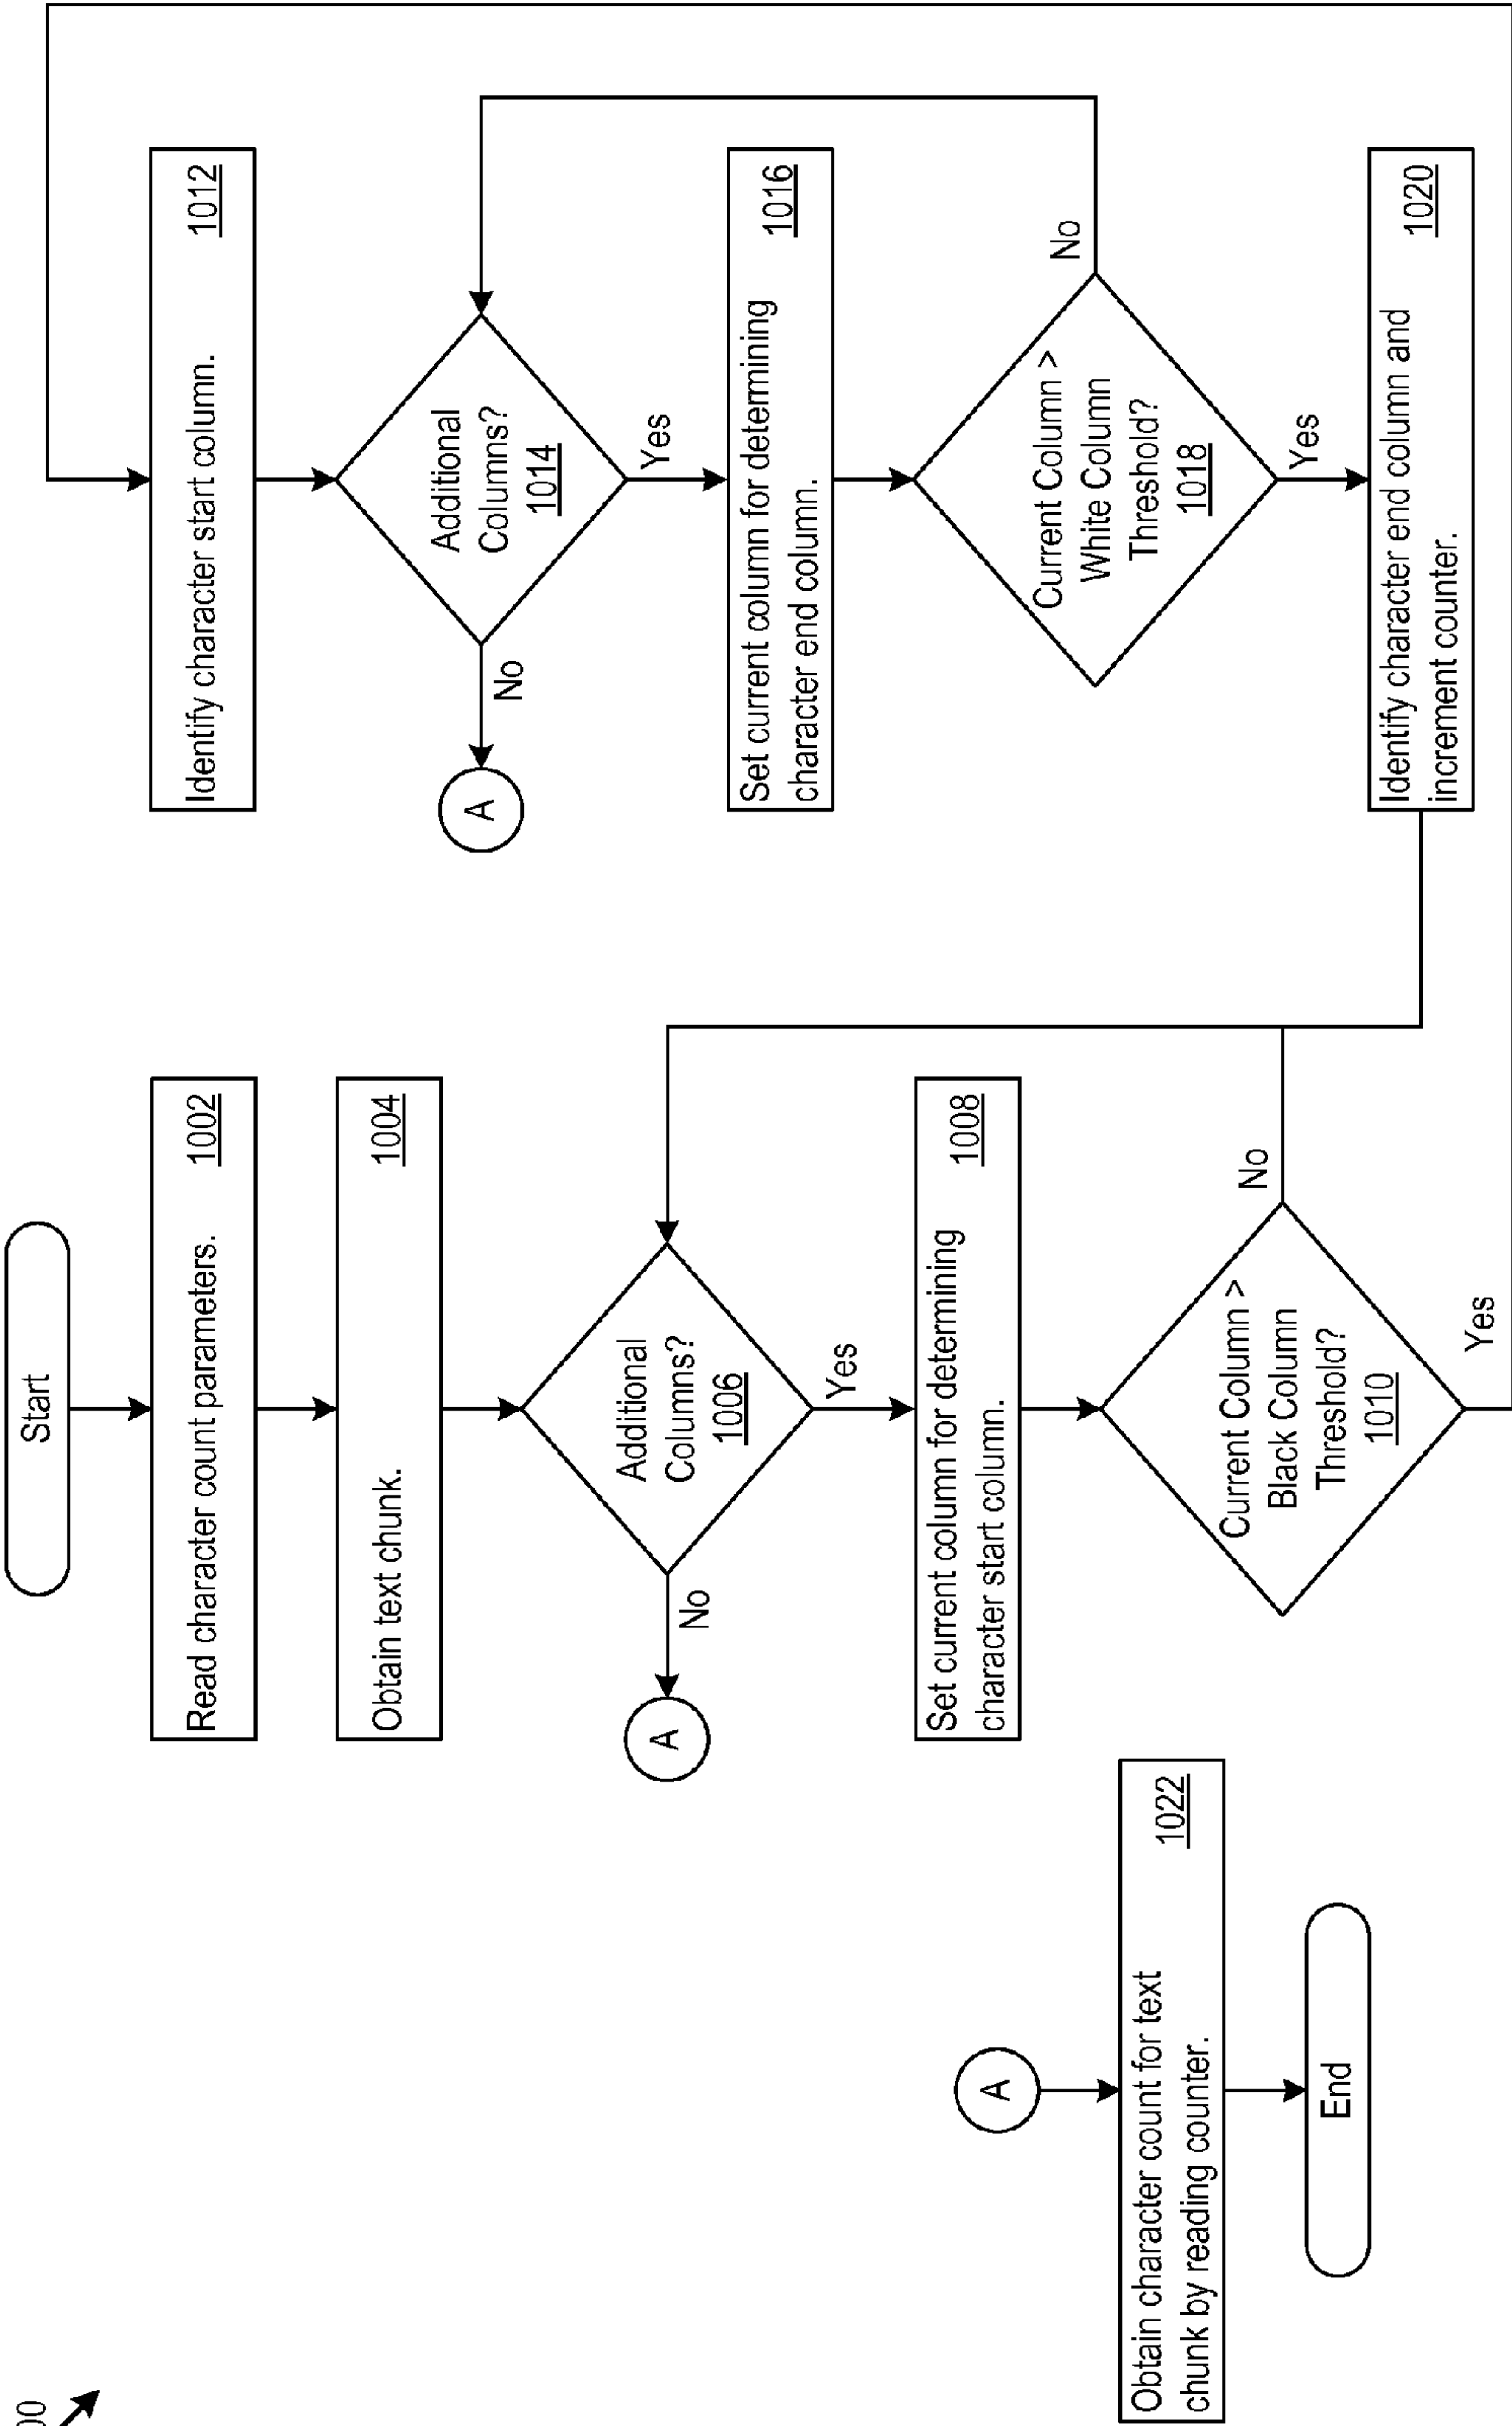 00
Start
Read character count parameters.
1002
Obtain text chunk.
1004
Additional
Columns?
1006
No
A
Yes
Set current column for determining
character start column.
1008
Current Column >
Black Column
Threshold?
1010
No
Yes
Identify character start column.
1012
Additional
Columns?
1014
No
A
Yes
Set current column for determining
character end column.
1016
Current Column >
White Column
Threshold?
1018
No
Yes
Identify character end column and
increment counter.
1020
A
Obtain character count for text
chunk by reading counter.
1022
End